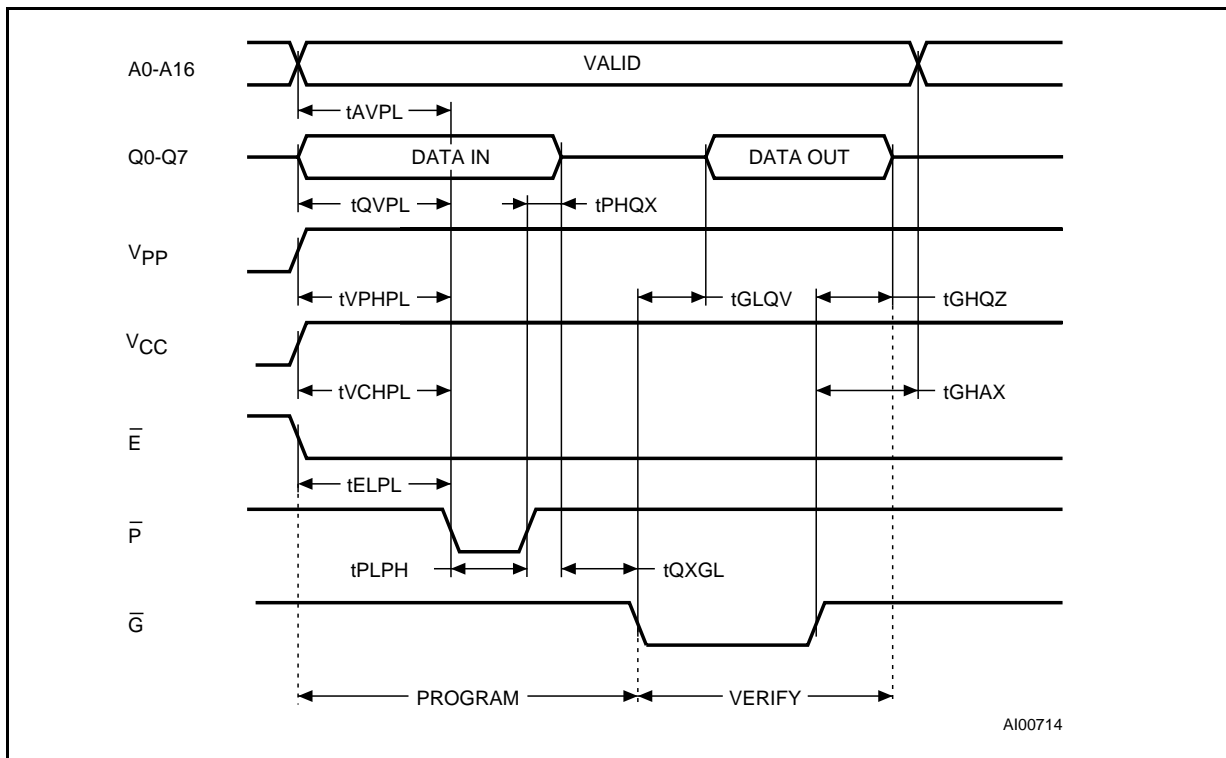 A0-A16
VALID
tAVPL
Q0-Q7
DATA IN
DATA OUT
tQVPL
tPHQX
VPP
tVPHPL
tGLQV
tGHQZ
VCC
tVCHPL
tGHAX
E̅
tELPL
P̅
tPLPH
tQXGL
G̅
PROGRAM
VERIFY
AI00714